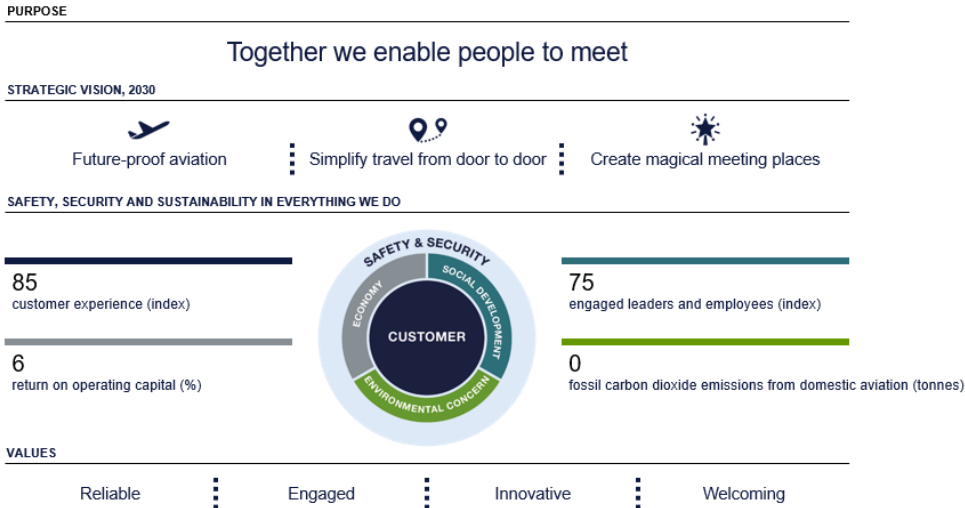 PURPOSE
Together we enable people to meet
STRATEGIC VISION, 2030
Future-proof aviation
Simplify travel from door to door
Create magical meeting places
SAFETY, SECURITY AND SUSTAINABILITY IN EVERYTHING WE DO
85
customer experience (index)
6
return on operating capital (%)
SAFETY & SECURITY
ECONOMY
SOCIAL DEVELOPMENT
CUSTOMER
ENVIRONMENTAL CONCERN
75
engaged leaders and employees (index)
0
fossil carbon dioxide emissions from domestic aviation (tonnes)
VALUES
Reliable
Engaged
Innovative
Welcoming